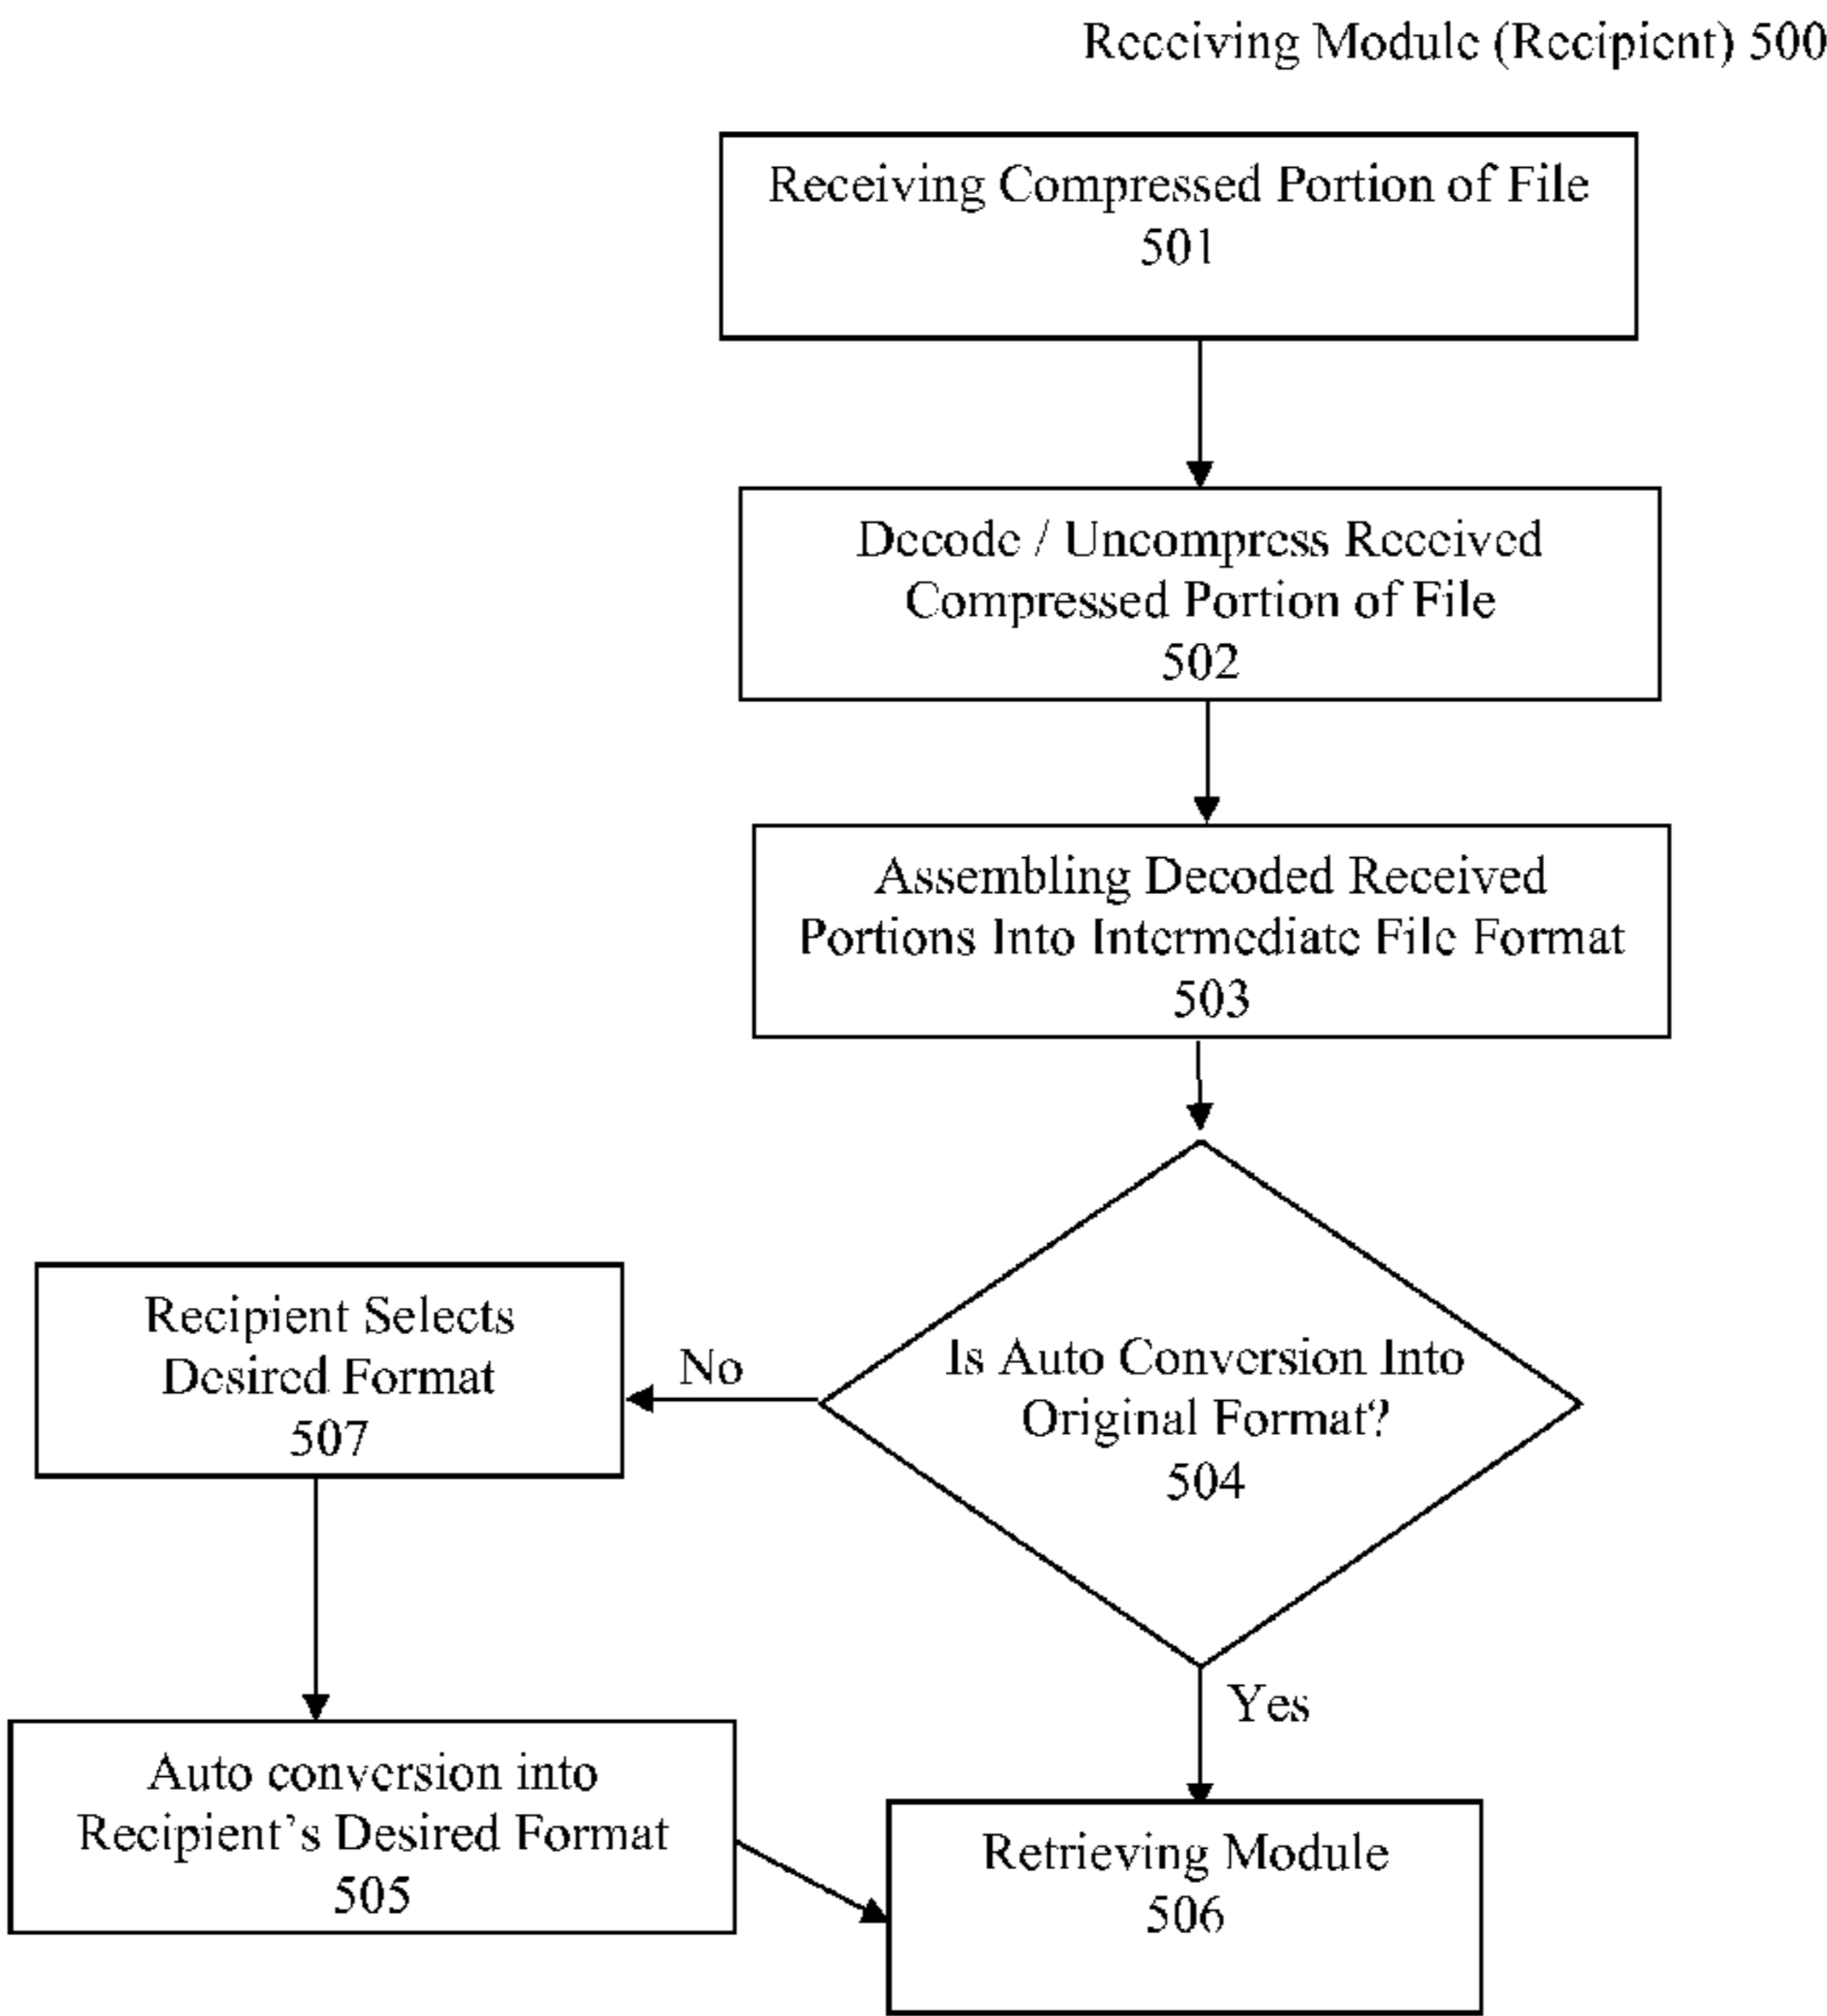 Receiving Module (Recipient) 500
Receiving Compressed Portion of File
501
Decode / Uncompress Received
Compressed Portion of File
502
Assembling Decoded Received
Portions Into Intermediate File Format
503
Is Auto Conversion Into
Original Format?
504
No
Recipient Selects
Desired Format
507
Yes
Auto conversion into
Recipient's Desired Format
505
Retrieving Module
506